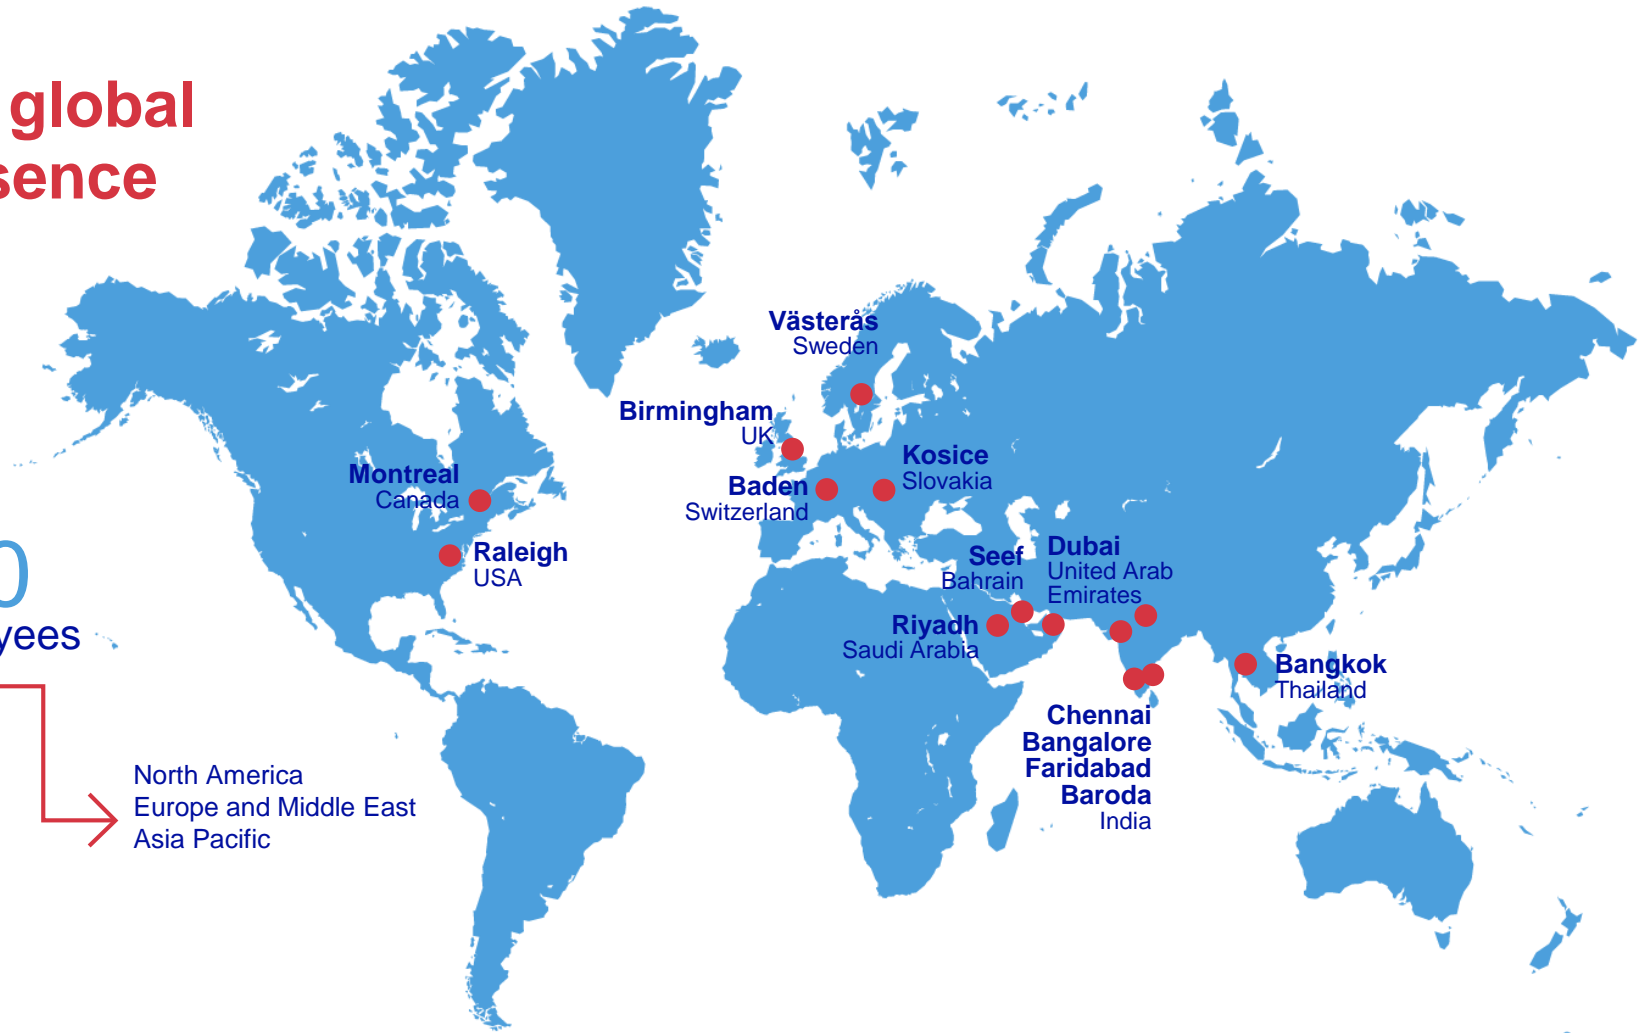 global
sence
Västerås
Sweden
Birmingham
UK
Kosice
Slovakia
Baden
Switzerland
Montreal
Canada
Raleigh
USA
Seef
Bahrain
Dubai
United Arab
Emirates
Riyadh
Saudi Arabia
Bangkok
Thailand
Chennai
Bangalore
Faridabad
Baroda
India
0
yees
North America
Europe and Middle East
Asia Pacific